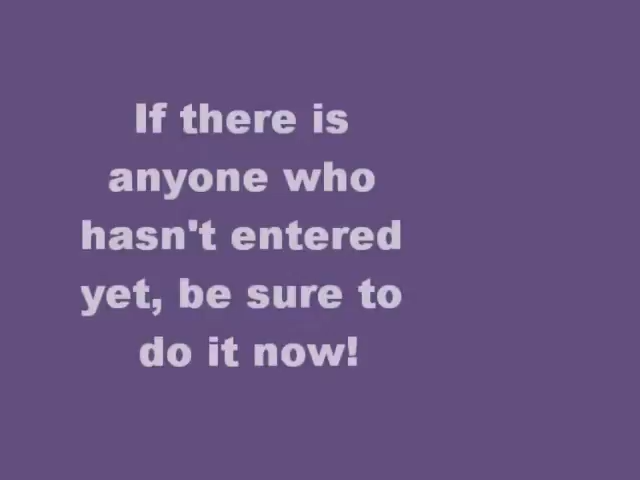 If there is
anyone who
hasn't entered
yet, be sure to
do it now!